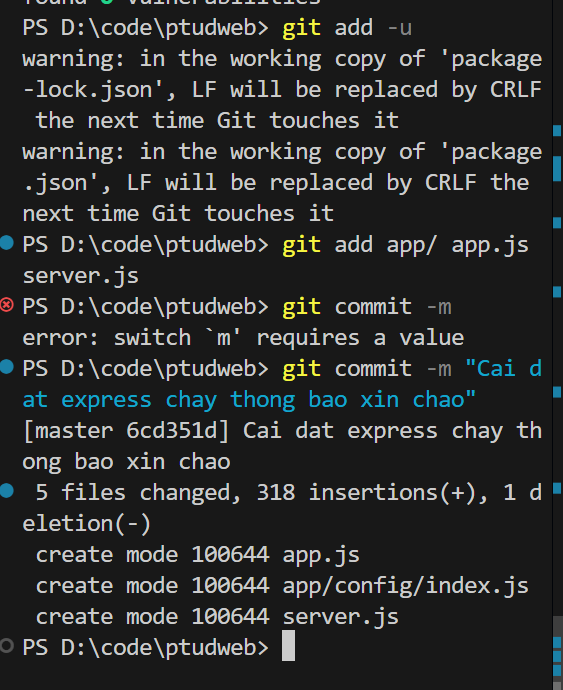 found 0 vulnerabilities
PS D:\code\ptudweb> git add -u
warning: in the working copy of 'package
-lock.json', LF will be replaced by CRLF
 the next time Git touches it
warning: in the working copy of 'package
.json', LF will be replaced by CRLF the
next time Git touches it
PS D:\code\ptudweb> git add app/ app.js
server.js
PS D:\code\ptudweb> git commit -m
error: switch `m' requires a value
PS D:\code\ptudweb> git commit -m "Cai d
at express chay thong bao xin chao"
[master 6cd351d] Cai dat express chay th
ong bao xin chao
 5 files changed, 318 insertions(+), 1 d
eletion(-)
 create mode 100644 app.js
 create mode 100644 app/config/index.js
 create mode 100644 server.js
PS D:\code\ptudweb>